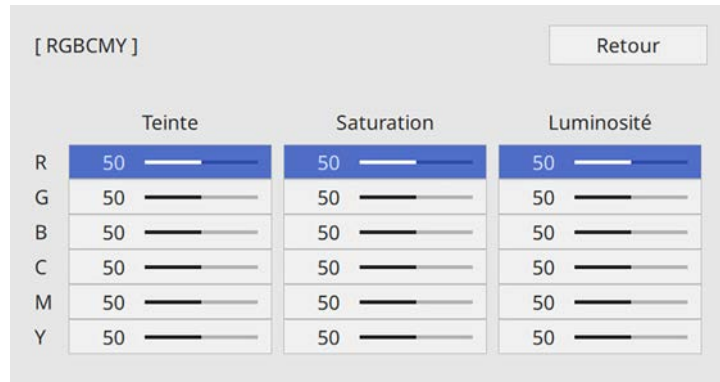 [ RGBCMY ] Retour
Teinte Saturation Luminosité
R 50 50 50
G 50 50 50
B 50 50 50
C 50 50 50
M 50 50 50
Y 50 50 50